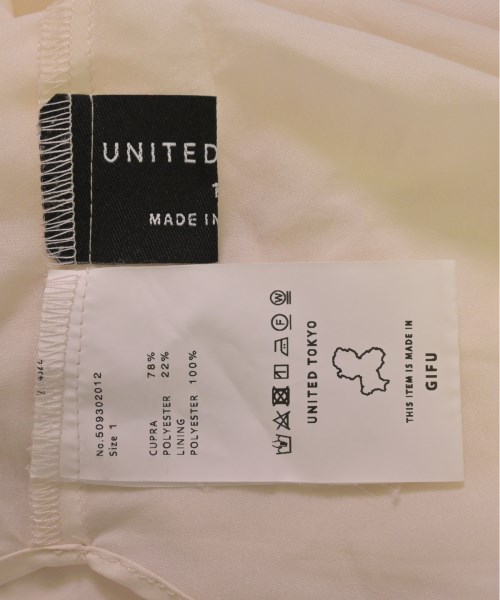 UNITED
MADE IN
No.509302012
Size 1
CUPRA 78%
POLYESTER 22%
LINING
POLYESTER 100%
UNITED TOKYO
THIS ITEM IS MADE IN
GIFU